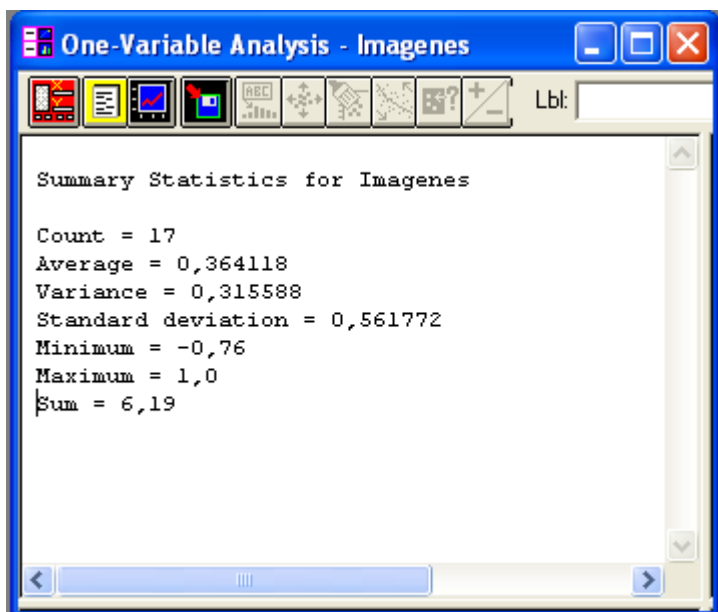 One-Variable Analysis - Imagenes
ABC
Lbl:
Summary Statistics for Imagenes
Count = 17
Average = 0,364118
Variance = 0,315588
Standard deviation = 0,561772
Minimum = -0,76
Maximum = 1,0
Sum = 6,19